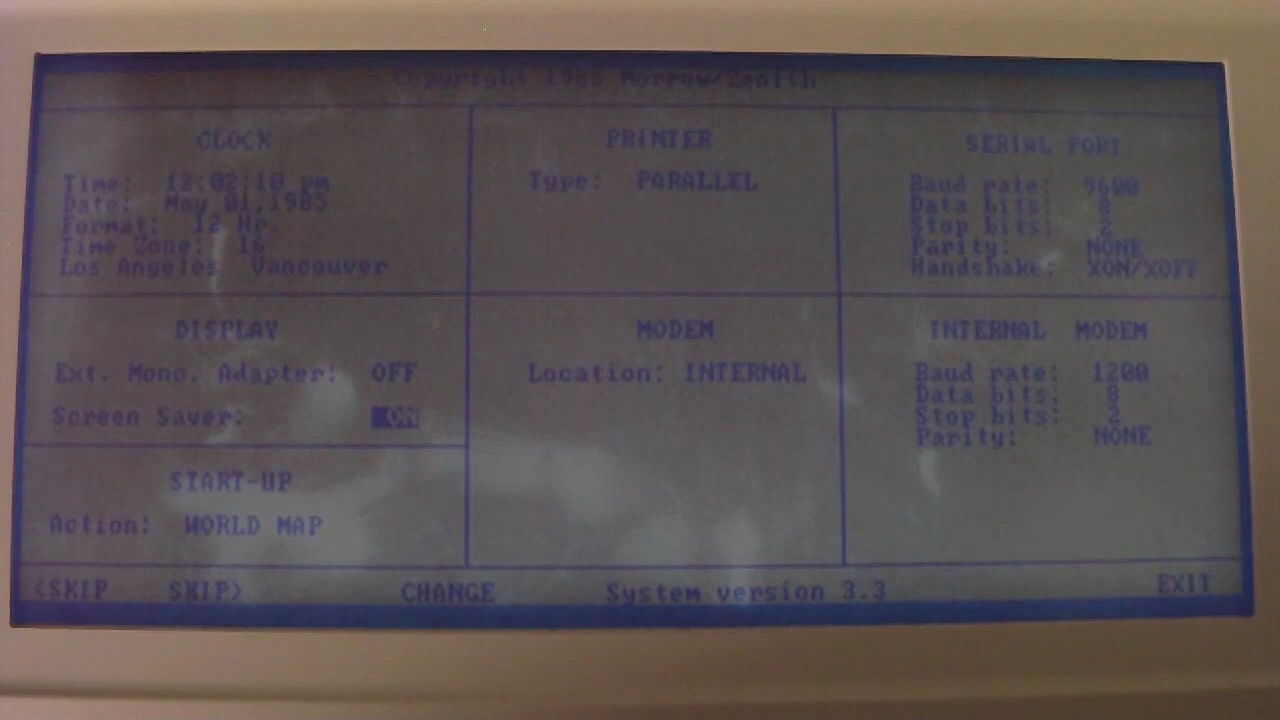 Copyright 1985 Morrow/Zenith
CLOCK
Time: 12:02:10 pm
Date: May 01,1985
Format: 12 Hr.
Time Zone: 16
Los Angeles Vancouver
PRINTER
Type: PARALLEL
SERIAL PORT
Baud rate: 9600
Data bits: 8
Stop bits: 2
Parity: NONE
Handshake: XON/XOFF
DISPLAY
Ext. Mono. Adapter: OFF
Screen Saver: ON
MODEM
Location: INTERNAL
INTERNAL MODEM
Baud rate: 1200
Data bits: 8
Stop bits: 2
Parity: NONE
START-UP
Action: WORLD MAP
<SKIP SKIP> CHANGE System version 3.3 EXIT